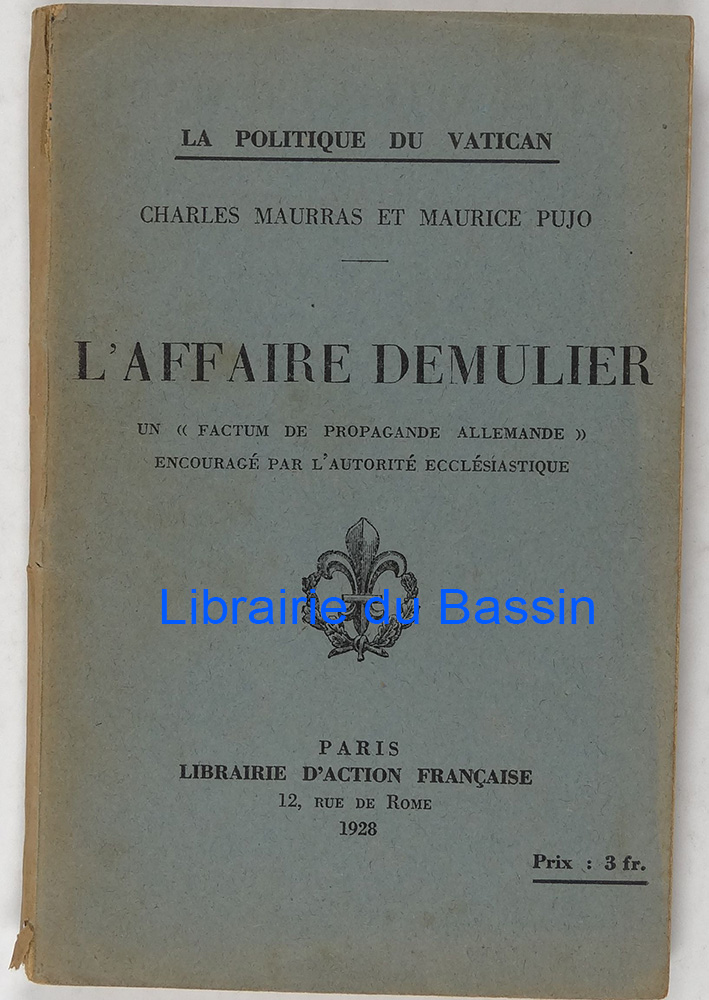 LA POLITIQUE DU VATICAN
CHARLES MAURRAS ET MAURICE PUJO
L'AFFAIRE DEMULIER
UN « FACTUM DE PROPAGANDE ALLEMANDE »
ENCOURAGÉ PAR L'AUTORITÉ ECCLÉSIASTIQUE
Librairie du Bassin
PARIS
LIBRAIRIE D'ACTION FRANÇAISE
12, RUE DE ROME
1928
Prix : 3 fr.